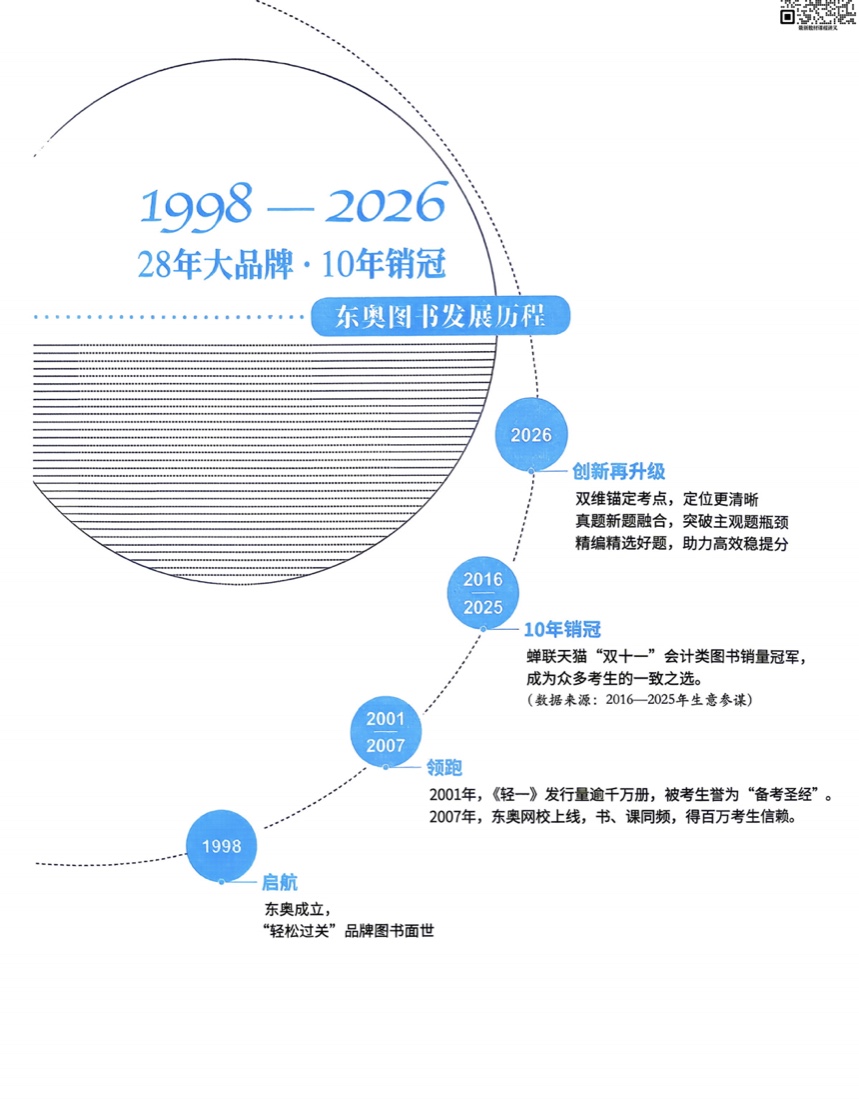 1998 — 2026
28年大品牌·10年销冠
东奥图书发展历程
2026
创新再升级
双维锚定考点，定位更清晰
真题新题融合，突破主观题瓶颈
精编精选好题，助力高效稳提分
2016
2025
10年销冠
蝉联天猫“双十一”会计类图书销量冠军，
成为众多考生的一致之选。
（数据来源：2016—2025年生意参谋）
2001
2007
领跑
2001年，《轻一》发行量逾千万册，被考生誉为“备考圣经”。
2007年，东奥网校上线，书、课同频，得百万考生信赖。
1998
启航
东奥成立，
“轻松过关”品牌图书面世